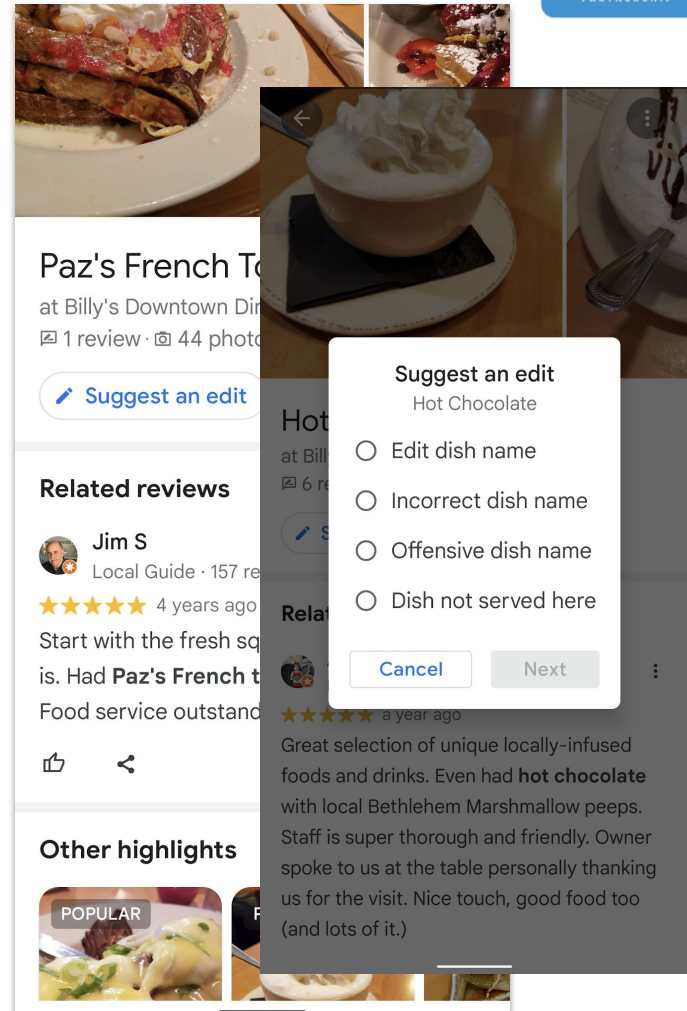 Paz's French To
at Billy's Downtown Din
1 review · 44 photo
Suggest an edit
Related reviews
Jim S
Local Guide · 157 re
4 years ago
Start with the fresh sq
is. Had Paz's French t
Food service outstand
Other highlights
POPULAR
Hot
at Bill
6 re
S
Suggest an edit
Hot Chocolate
Edit dish name
Incorrect dish name
Offensive dish name
Dish not served here
Cancel
Next
Relat
a year ago
Great selection of unique locally-infused
foods and drinks. Even had hot chocolate
with local Bethlehem Marshmallow peeps.
Staff is super thorough and friendly. Owner
spoke to us at the table personally thanking
us for the visit. Nice touch, good food too
(and lots of it.)